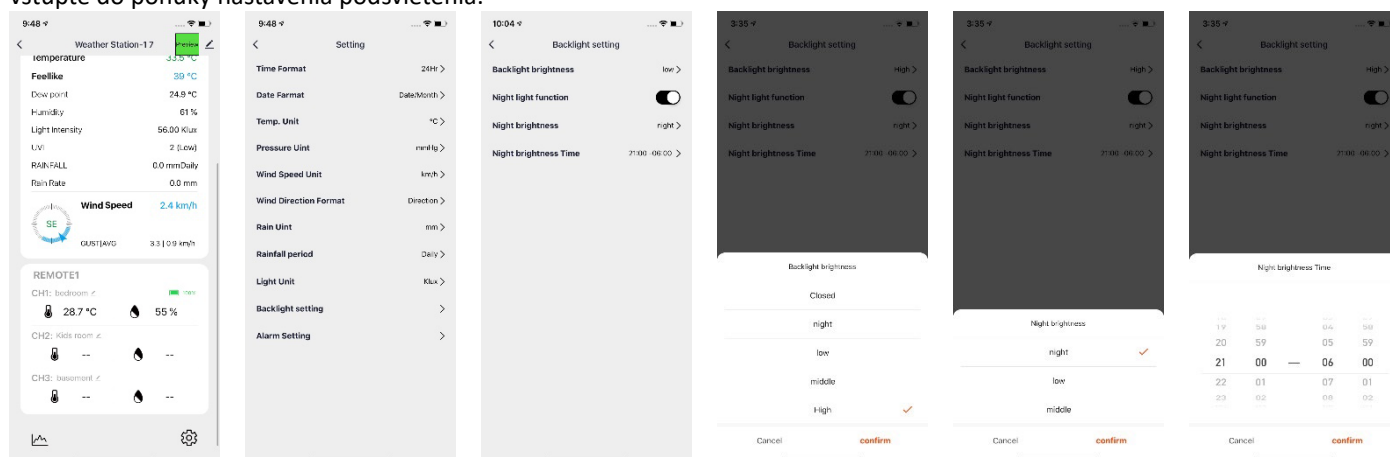 vstúpte do ponuky nastavenia podsvietenia.
9:48
Weather Station-17
Preview
Temperature 33.5 °C
Feellike 39 °C
Dew point 24.9 °C
Humidity 61 %
Light Intensity 56.00 Klux
UVI 2 (Low)
RAINFALL 0.0 mmDaily
Rain Rate 0.0 mm
Wind Speed 2.4 km/h
SE
GUST|AVG 3.3 | 0.9 km/h
REMOTE1
CH1: bedroom
28.7 °C 55 %
CH2: Kids room
-- --
CH3: basement
-- --
9:48
Setting
Time Format 24Hr >
Date Farmat Date/Month >
Temp. Unit °C >
Pressure Uint mmHg >
Wind Speed Unit km/h >
Wind Direction Format Direction >
Rain Uint mm >
Rainfall period Daily >
Light Unit Klux >
Backlight setting >
Alarm Setting >
10:04
Backlight setting
Backlight brightness low >
Night light function
Night brightness night >
Night brightness Time 21:00 -06:00 >
3:35
Backlight setting
Backlight brightness High >
Night light function
Night brightness night >
Night brightness Time 21:00 -06:00 >
Backlight brightness
Closed
night
low
middle
High
Cancel confirm
3:35
Backlight setting
Backlight brightness High >
Night light function
Night brightness night >
Night brightness Time 21:00 -06:00 >
Night brightness
night
low
middle
Cancel confirm
3:35
Backlight setting
Backlight brightness High >
Night light function
Night brightness night >
Night brightness Time 21:00 -06:00 >
Night brightness Time
19 58 04 58
20 59 05 59
21 00 — 06 00
22 01 07 01
23 02 08 02
Cancel confirm